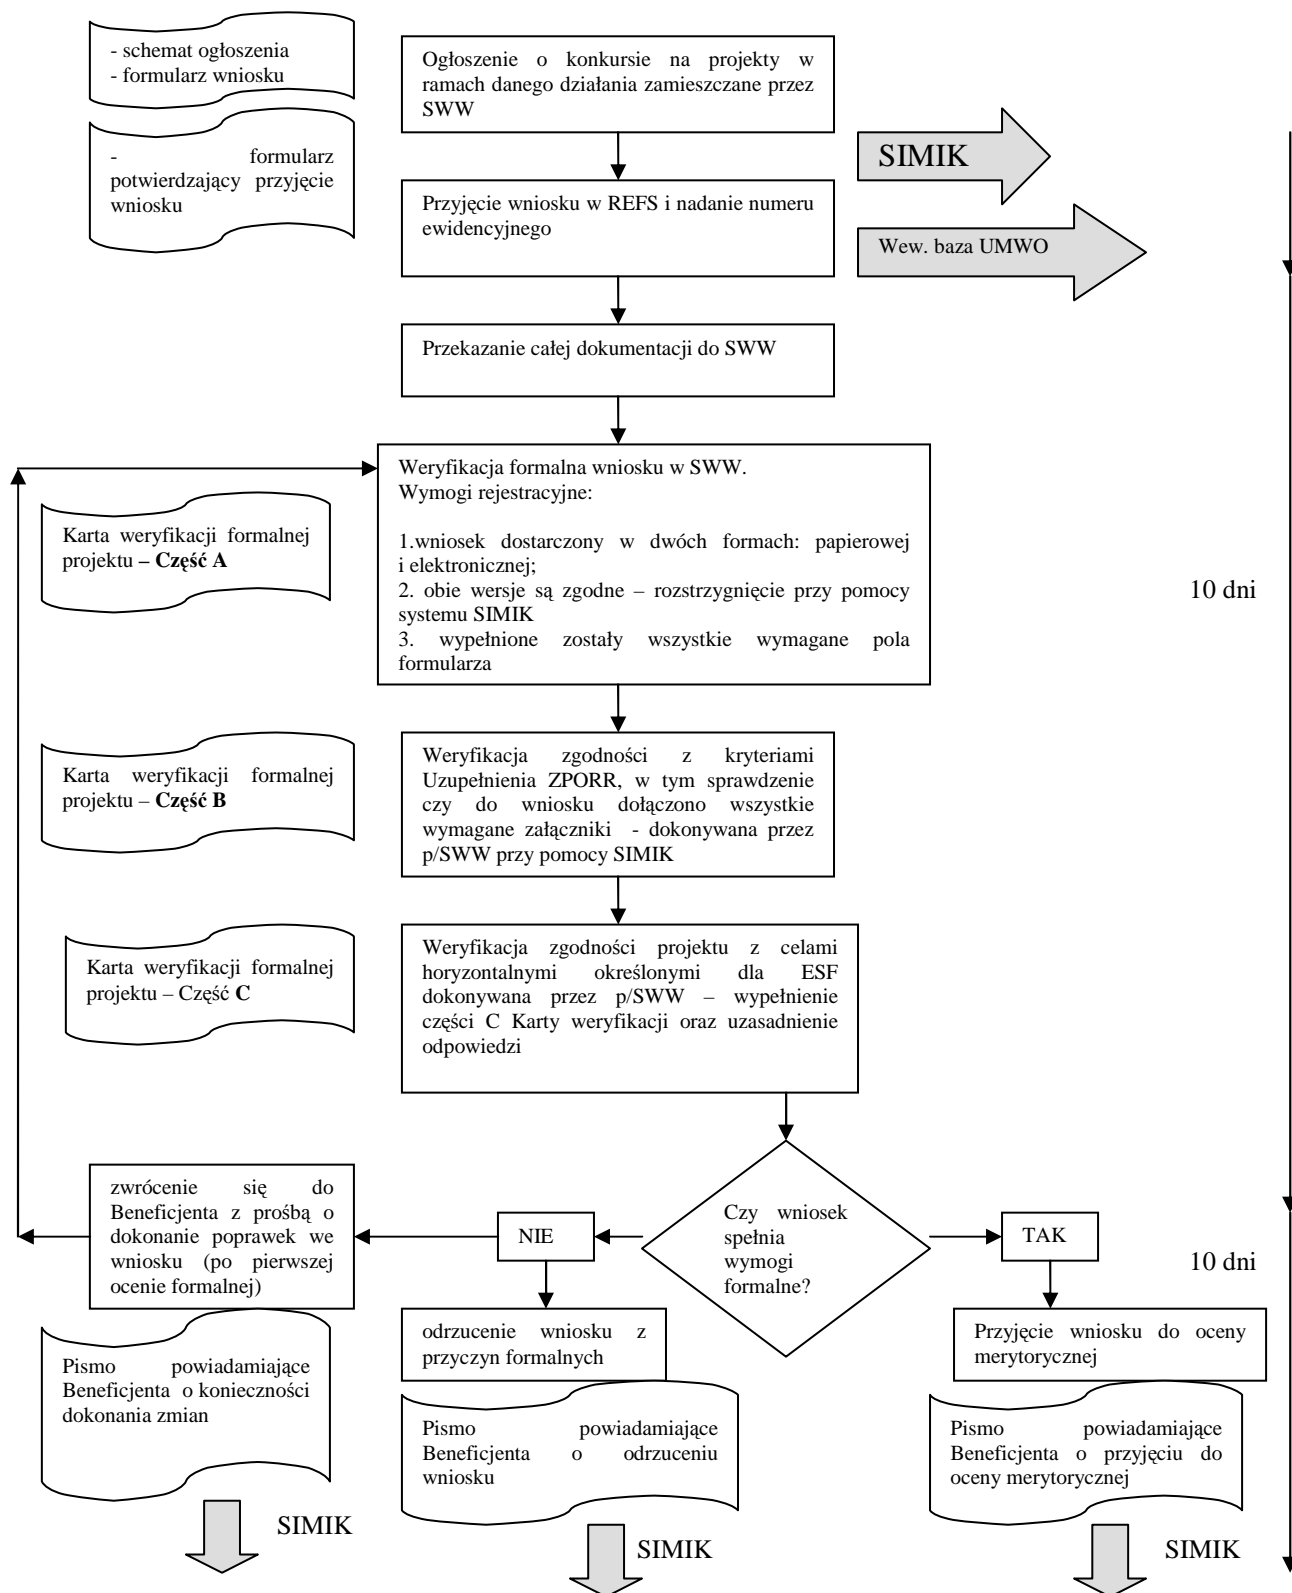 - schemat ogłoszenia
- formularz wniosku
Ogłoszenie o konkursie na projekty w
ramach danego działania zamieszczane przez
SWW
- formularz
potwierdzający przyjęcie
wniosku
SIMIK
Przyjęcie wniosku w REFS i nadanie numeru
ewidencyjnego
Wew. baza UMWO
Przekazanie całej dokumentacji do SWW
Weryfikacja formalna wniosku w SWW.
Wymogi rejestracyjne:
1.wniosek dostarczony w dwóch formach: papierowej
i elektronicznej;
2. obie wersje są zgodne – rozstrzygnięcie przy pomocy
systemu SIMIK
3. wypełnione zostały wszystkie wymagane pola
formularza
Karta weryfikacji formalnej
projektu – Część A
10 dni
Karta weryfikacji formalnej
projektu – Część B
Weryfikacja zgodności z kryteriami
Uzupełnienia ZPORR, w tym sprawdzenie
czy do wniosku dołączono wszystkie
wymagane załączniki - dokonywana przez
p/SWW przy pomocy SIMIK
Karta weryfikacji formalnej
projektu – Część C
Weryfikacja zgodności projektu z celami
horyzontalnymi określonymi dla ESF
dokonywana przez p/SWW – wypełnienie
części C Karty weryfikacji oraz uzasadnienie
odpowiedzi
zwrócenie się do
Beneficjenta z prośbą o
dokonanie poprawek we
wniosku (po pierwszej
ocenie formalnej)
NIE
Czy wniosek
spełnia
wymogi
formalne?
TAK
10 dni
odrzucenie wniosku z
przyczyn formalnych
Przyjęcie wniosku do oceny
merytorycznej
Pismo powiadamiające
Beneficjenta o konieczności
dokonania zmian
Pismo powiadamiające
Beneficjenta o odrzuceniu
wniosku
Pismo powiadamiające
Beneficjenta o przyjęciu do
oceny merytorycznej
SIMIK
SIMIK
SIMIK